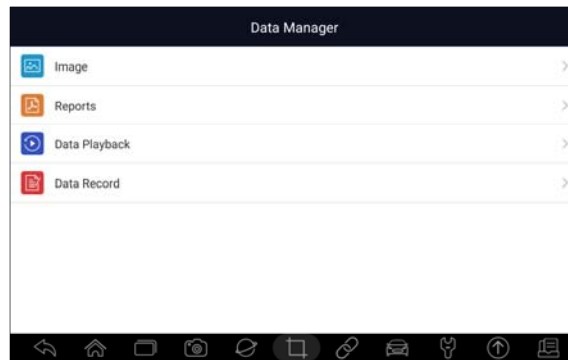 Data Manager
Image
Reports
Data Playback
Data Record